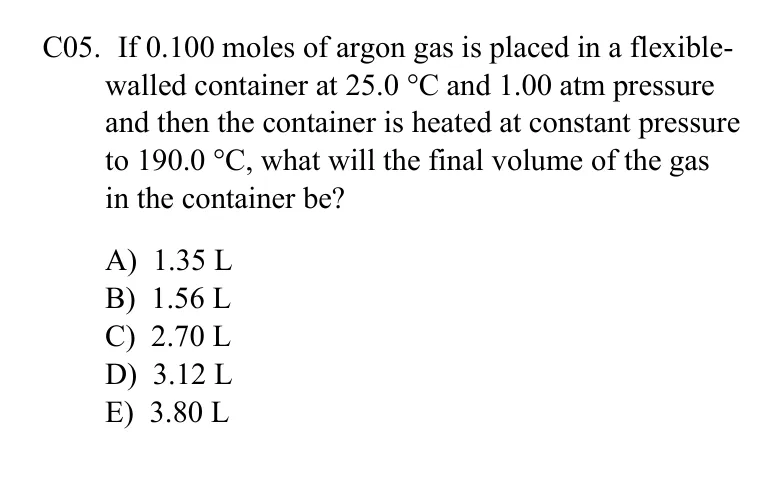 C05. If 0.100 moles of argon gas is placed in a flexible-
walled container at 25.0 °C and 1.00 atm pressure
and then the container is heated at constant pressure
to 190.0 °C, what will the final volume of the gas
in the container be?
A) 1.35 L
B) 1.56 L
C) 2.70 L
D) 3.12 L
E) 3.80 L